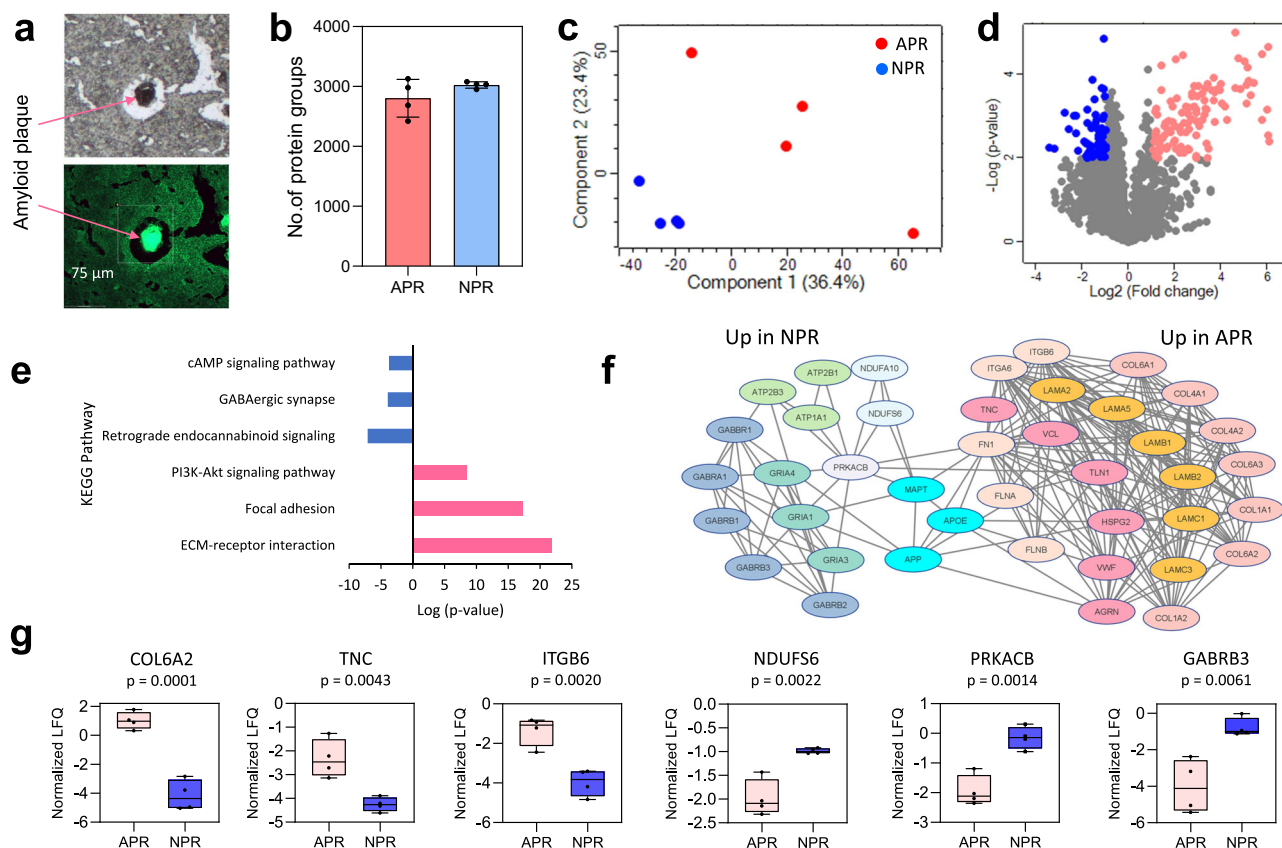 a
Amyloid plaque
75 µm
b
No.of protein groups
4000
3000
2000
1000
0
APR
NPR
c
Component 2 (23.4%)
50
0
APR
NPR
-40
-20
0
20
40
60
Component 1 (36.4%)
d
-Log (p-value)
4
2
0
-4
-2
0
2
4
6
Log2 (Fold change)
e
KEGG Pathway
cAMP signaling pathway
GABAergic synapse
Retrograde endocannabinoid signaling
PI3K-Akt signaling pathway
Focal adhesion
ECM-receptor interaction
-10
-5
0
5
10
15
20
25
Log (p-value)
f
Up in NPR
Up in APR
ATP2B1
NDUFA10
ATP2B3
ATP1A1
NDUFS6
GABBR1
GRIA4
PRKACB
GABRA1
GRIA1
MAPT
GABRB1
APOE
GABRB3
GRIA3
APP
GABRB2
ITGB6
ITGA6
COL6A1
LAMA2
COL4A1
TNC
LAMA5
VCL
COL4A2
FN1
LAMB1
COL6A3
TLN1
LAMB2
FLNA
COL1A1
HSPG2
LAMC1
FLNB
COL6A2
VWF
LAMC3
AGRN
COL1A2
g
COL6A2
p = 0.0001
Normalized LFQ
2
0
-2
-4
-6
APR
NPR
TNC
p = 0.0043
Normalized LFQ
0
-1
-2
-3
-4
-5
APR
NPR
ITGB6
p = 0.0020
Normalized LFQ
0
-2
-4
-6
APR
NPR
NDUFS6
p = 0.0022
Normalized LFQ
0.0
-0.5
-1.0
-1.5
-2.0
-2.5
APR
NPR
PRKACB
p = 0.0014
Normalized LFQ
1
0
-1
-2
-3
APR
NPR
GABRB3
p = 0.0061
Normalized LFQ
0
-2
-4
-6
APR
NPR